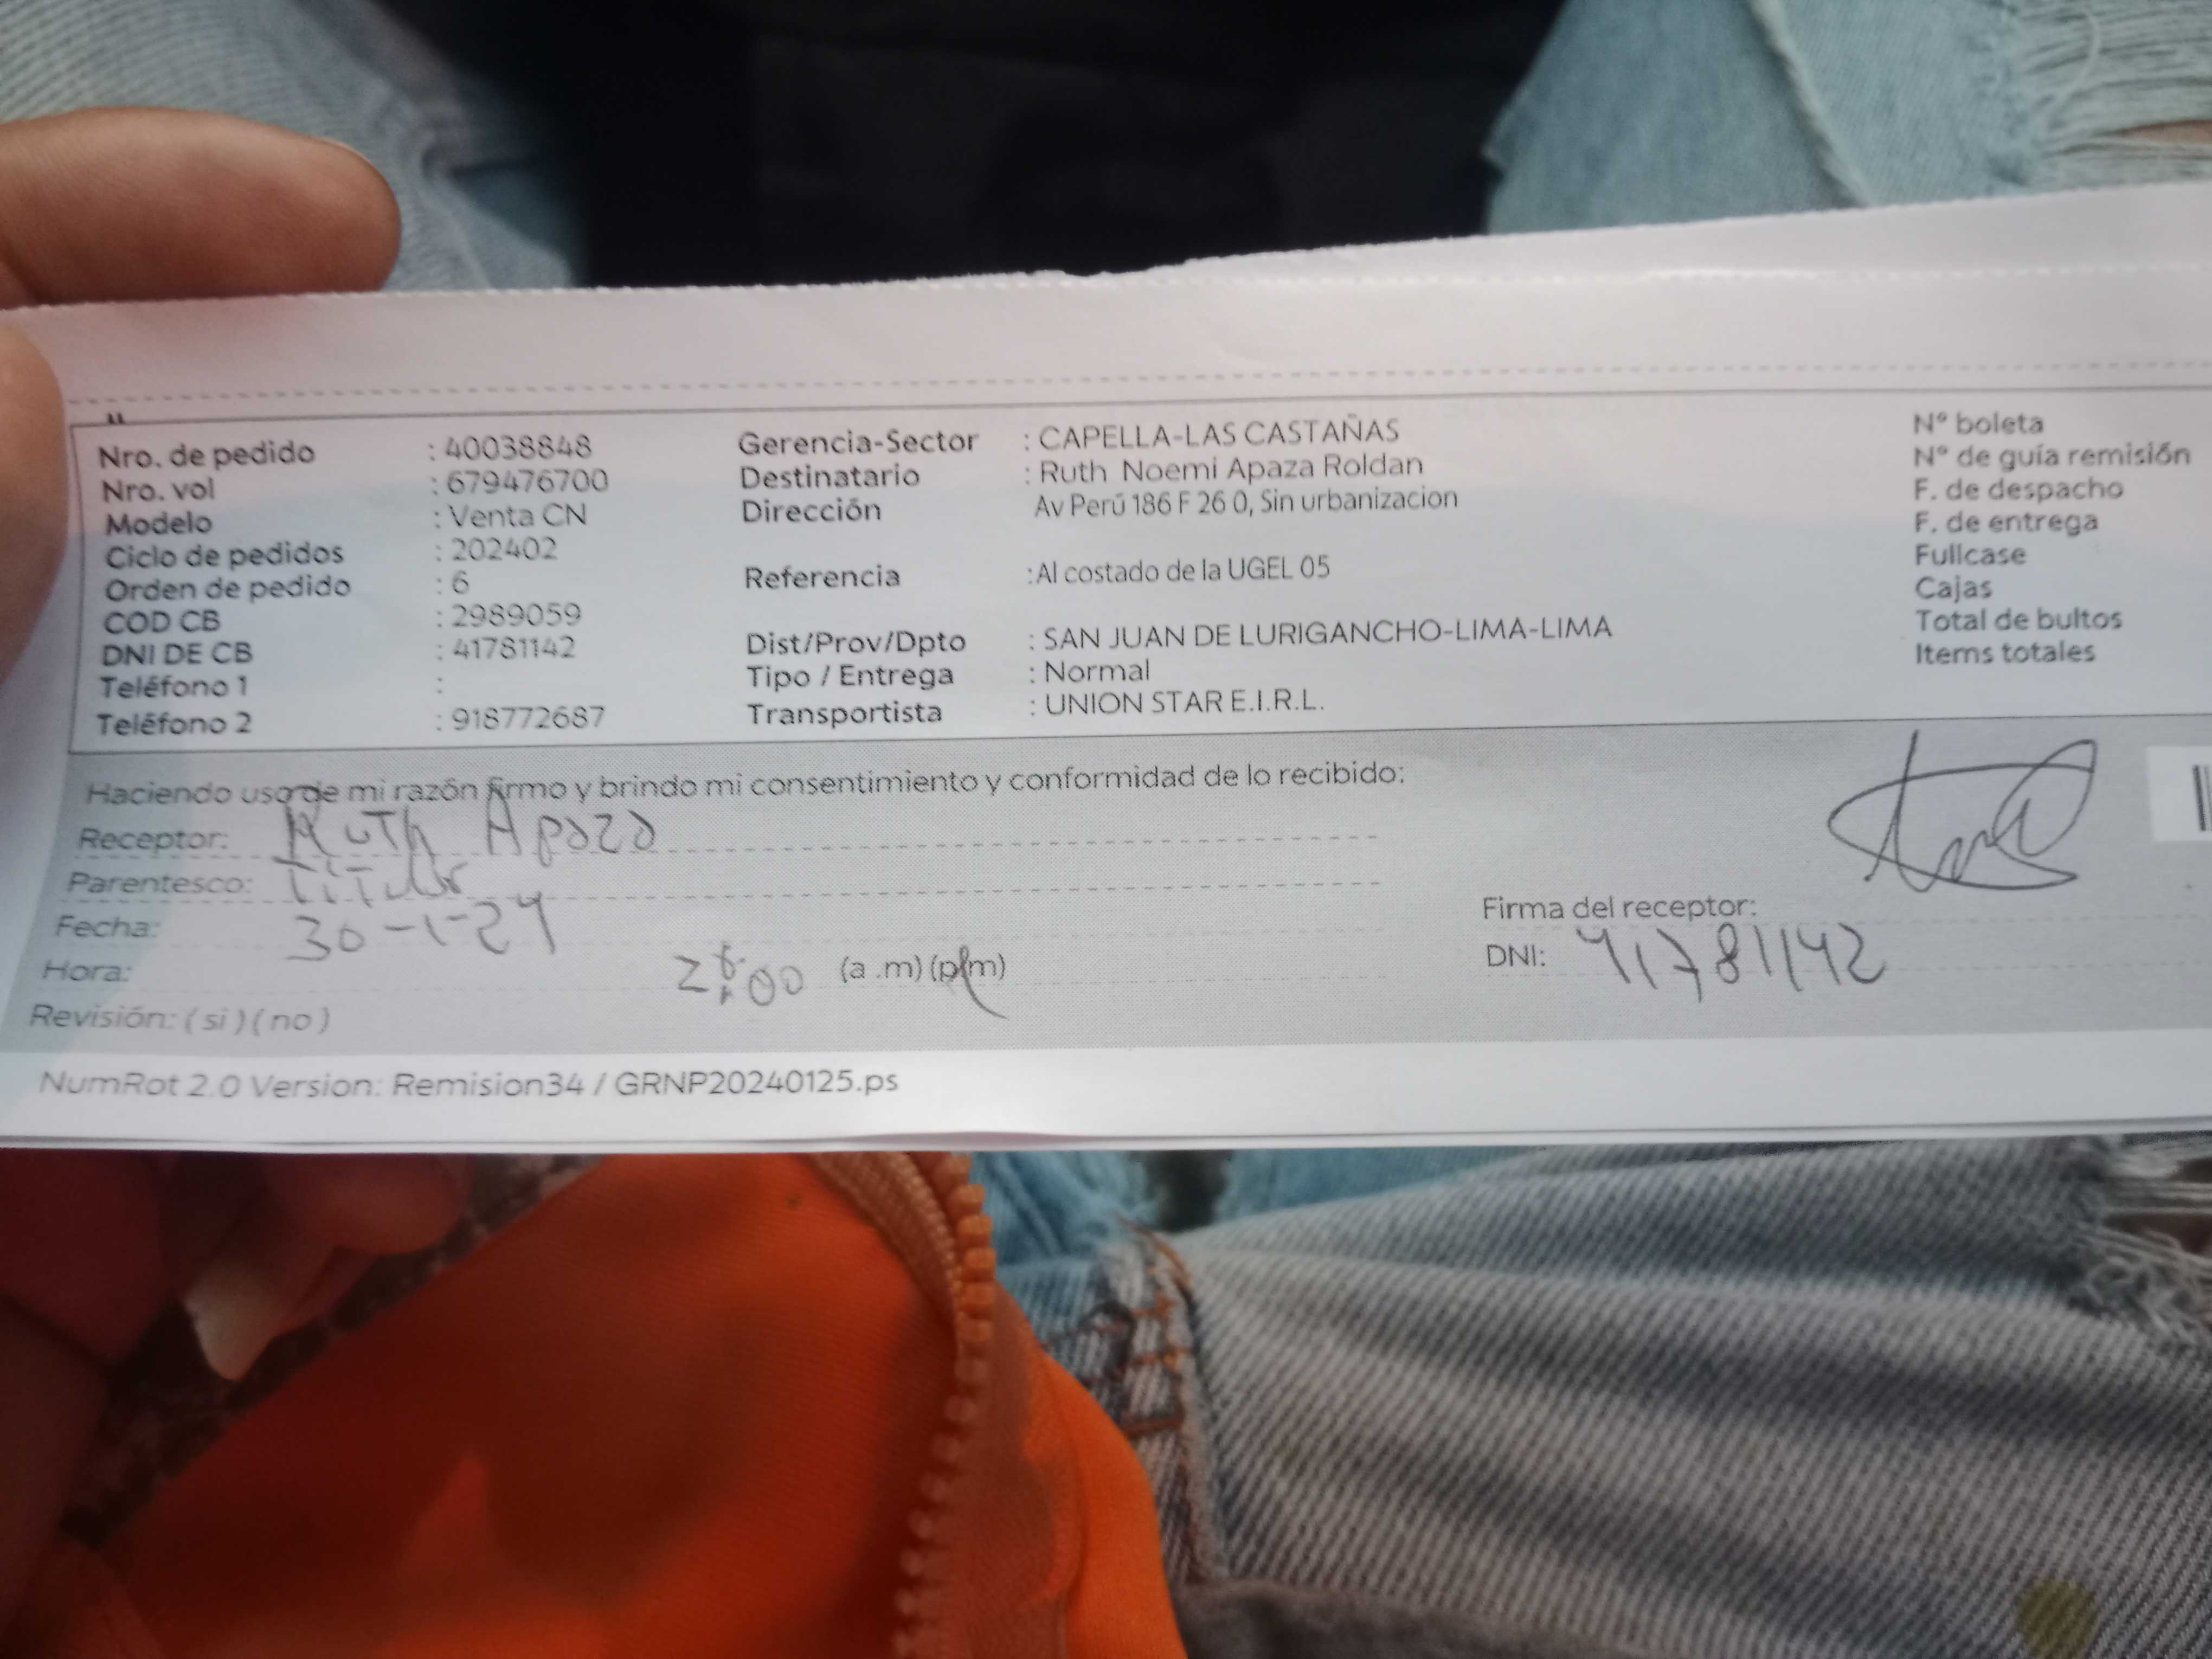 Nro. de pedido : 40038848 Gerencia-Sector : CAPELLA-LAS CASTAÑAS N° boleta
Nro. vol : 679476700 Destinatario : Ruth Noemi Apaza Roldan N° de guía remisión
Modelo : Venta CN Dirección Av Perú 186 F 26 0, Sin urbanizacion F. de despacho
Ciclo de pedidos : 202402 F. de entrega
Orden de pedido : 6 Referencia : Al costado de la UGEL 05 Fullcase
COD CB : 2989059 Cajas
DNI DE CB : 41781142 Dist/Prov/Dpto : SAN JUAN DE LURIGANCHO-LIMA-LIMA Total de bultos
Teléfono 1 : Tipo / Entrega : Normal Items totales
Teléfono 2 : 918772687 Transportista : UNION STAR E.I.R.L.
Haciendo uso de mi razón firmo y brindo mi consentimiento y conformidad de lo recibido:
Receptor: Ruth Apaza
Parentesco: Titular
Fecha: 30-1-24 Firma del receptor:
Hora: (a .m) (p.m) DNI: 41781142
Revisión: ( si ) ( no )
NumRot 2.0 Version: Remision34 / GRNP20240125.ps